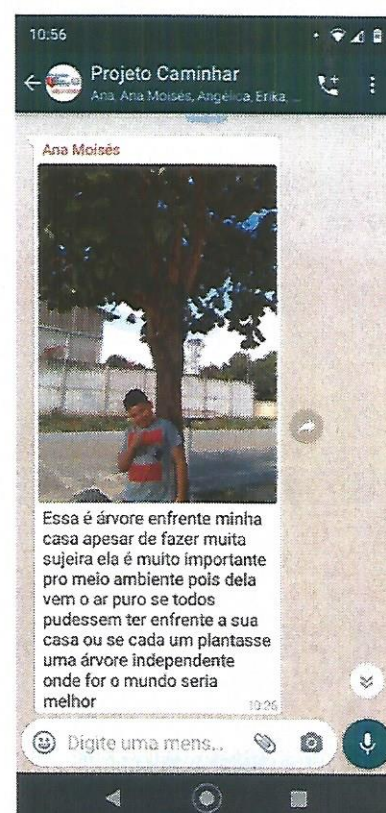 10:56
Projeto Caminhar
Ana, Ana Moisés, Angélica, Erika, ...
Ana Moisés
Essa é árvore enfrente minha
casa apesar de fazer muita
sujeira ela é muito importante
pro meio ambiente pois dela
vem o ar puro se todos
pudessem ter enfrente a sua
casa ou se cada um plantasse
uma árvore independente
onde for o mundo seria
melhor
10:26
Digite uma mens...